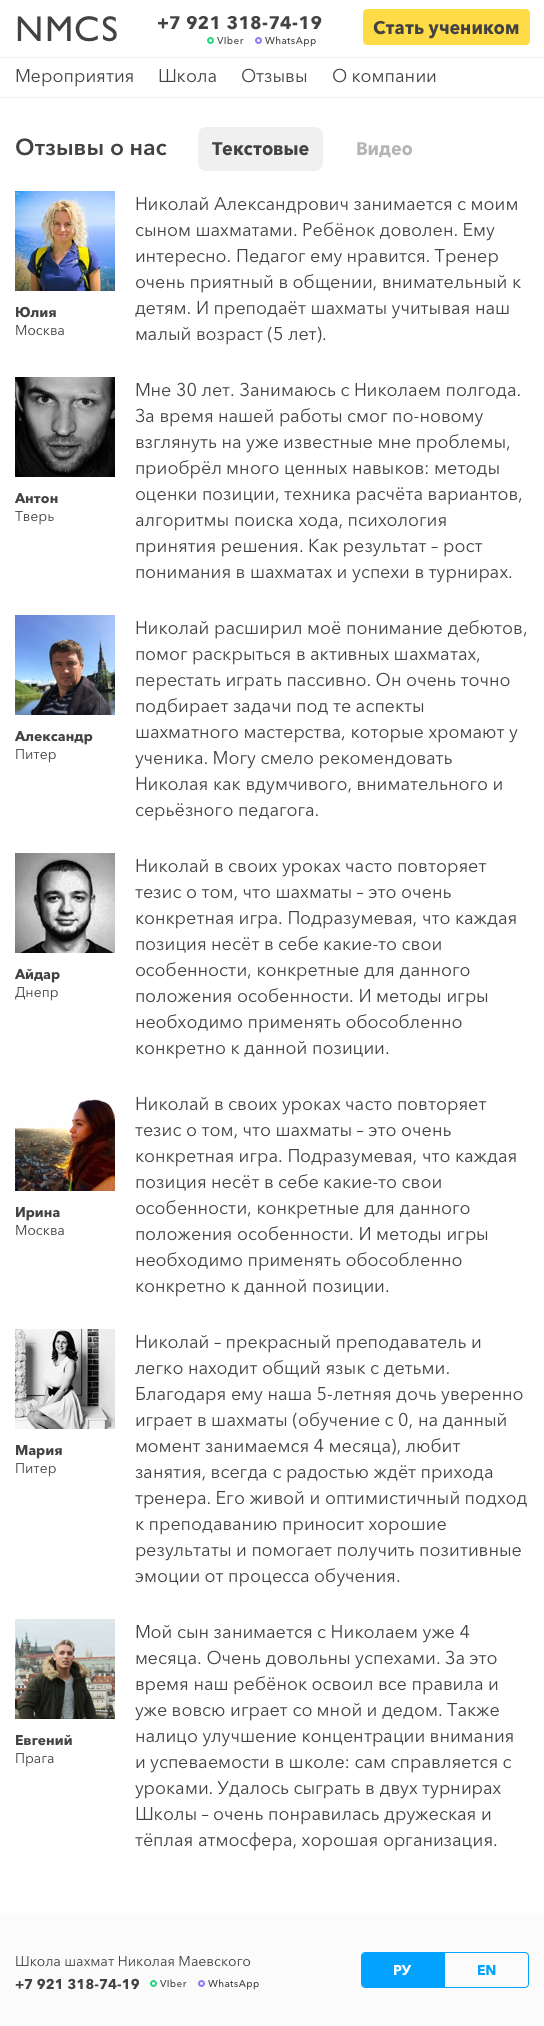 NMCS
+7 921 318-74-19
VIber WhatsApp
Стать учеником
Мероприятия Школа Отзывы О компании
Отзывы о нас
Текстовые
Видео
Юлия
Москва
Николай Александрович занимается с моим
сыном шахматами. Ребёнок доволен. Ему
интересно. Педагог ему нравится. Тренер
очень приятный в общении, внимательный к
детям. И преподаёт шахматы учитывая наш
малый возраст (5 лет).
Антон
Тверь
Мне 30 лет. Занимаюсь с Николаем полгода.
За время нашей работы смог по-новому
взглянуть на уже известные мне проблемы,
приобрёл много ценных навыков: методы
оценки позиции, техника расчёта вариантов,
алгоритмы поиска хода, психология
принятия решения. Как результат – рост
понимания в шахматах и успехи в турнирах.
Александр
Питер
Николай расширил моё понимание дебютов,
помог раскрыться в активных шахматах,
перестать играть пассивно. Он очень точно
подбирает задачи под те аспекты
шахматного мастерства, которые хромают у
ученика. Могу смело рекомендовать
Николая как вдумчивого, внимательного и
серьёзного педагога.
Айдар
Днепр
Николай в своих уроках часто повторяет
тезис о том, что шахматы – это очень
конкретная игра. Подразумевая, что каждая
позиция несёт в себе какие-то свои
особенности, конкретные для данного
положения особенности. И методы игры
необходимо применять обособленно
конкретно к данной позиции.
Ирина
Москва
Николай в своих уроках часто повторяет
тезис о том, что шахматы – это очень
конкретная игра. Подразумевая, что каждая
позиция несёт в себе какие-то свои
особенности, конкретные для данного
положения особенности. И методы игры
необходимо применять обособленно
конкретно к данной позиции.
Мария
Питер
Николай – прекрасный преподаватель и
легко находит общий язык с детьми.
Благодаря ему наша 5-летняя дочь уверенно
играет в шахматы (обучение с 0, на данный
момент занимаемся 4 месяца), любит
занятия, всегда с радостью ждёт прихода
тренера. Его живой и оптимистичный подход
к преподаванию приносит хорошие
результаты и помогает получить позитивные
эмоции от процесса обучения.
Евгений
Прага
Мой сын занимается с Николаем уже 4
месяца. Очень довольны успехами. За это
время наш ребёнок освоил все правила и
уже вовсю играет со мной и дедом. Также
налицо улучшение концентрации внимания
и успеваемости в школе: сам справляется с
уроками. Удалось сыграть в двух турнирах
Школы – очень понравилась дружеская и
тёплая атмосфера, хорошая организация.
Школа шахмат Николая Маевского
+7 921 318-74-19 VIber WhatsApp
РУ EN